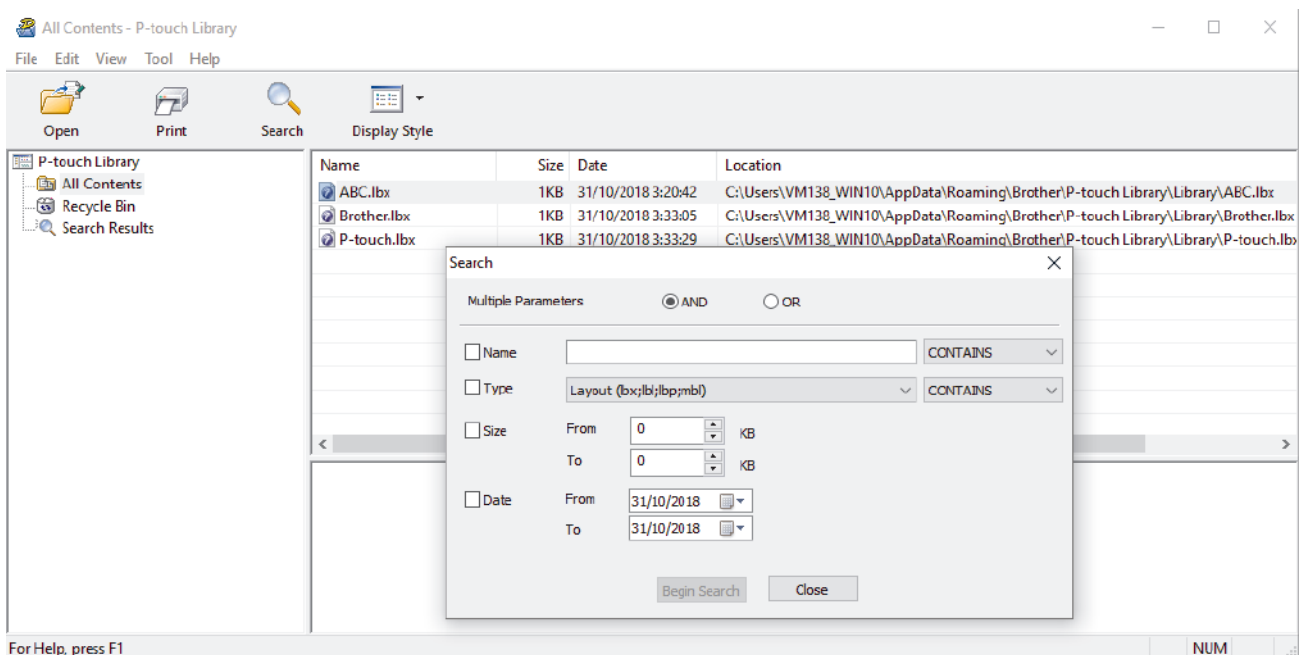 All Contents - P-touch Library
File Edit View Tool Help
Open Print Search Display Style
P-touch Library
All Contents
Recycle Bin
Search Results
Name Size Date Location
ABC.lbx 1KB 31/10/2018 3:20:42 C:\Users\VM138_WIN10\AppData\Roaming\Brother\P-touch Library\Library\ABC.lbx
Brother.lbx 1KB 31/10/2018 3:33:05 C:\Users\VM138_WIN10\AppData\Roaming\Brother\P-touch Library\Library\Brother.lbx
P-touch.lbx 1KB 31/10/2018 3:33:29 C:\Users\VM138_WIN10\AppData\Roaming\Brother\P-touch Library\Library\P-touch.lbx
Search
Multiple Parameters AND OR
Name CONTAINS
Type Layout (lbx;lbl;lbp;mbl) CONTAINS
Size From 0 KB
To 0 KB
Date From 31/10/2018
To 31/10/2018
Begin Search Close
For Help, press F1 NUM